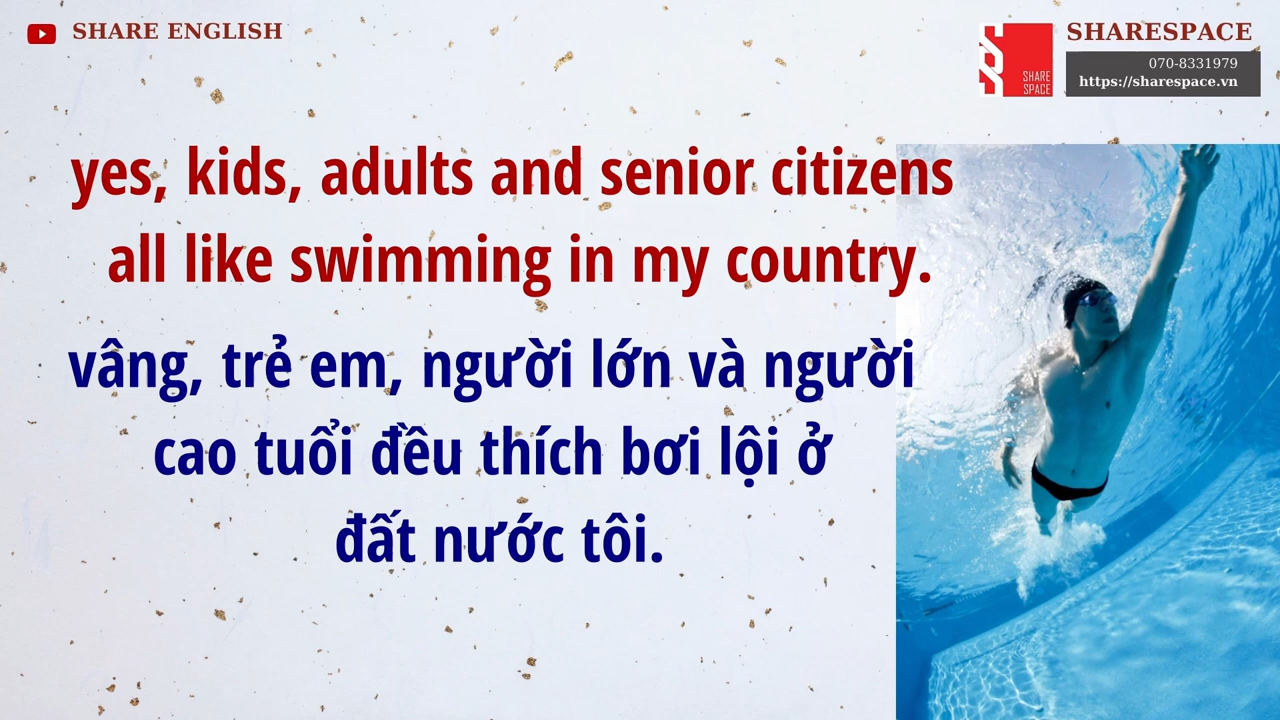 SHARE ENGLISH
SHARESPACE
070-8331979
https://sharespace.vn
SHARE
SPACE
yes, kids, adults and senior citizens
all like swimming in my country.
vâng, trẻ em, người lớn và người
cao tuổi đều thích bơi lội ở
đất nước tôi.